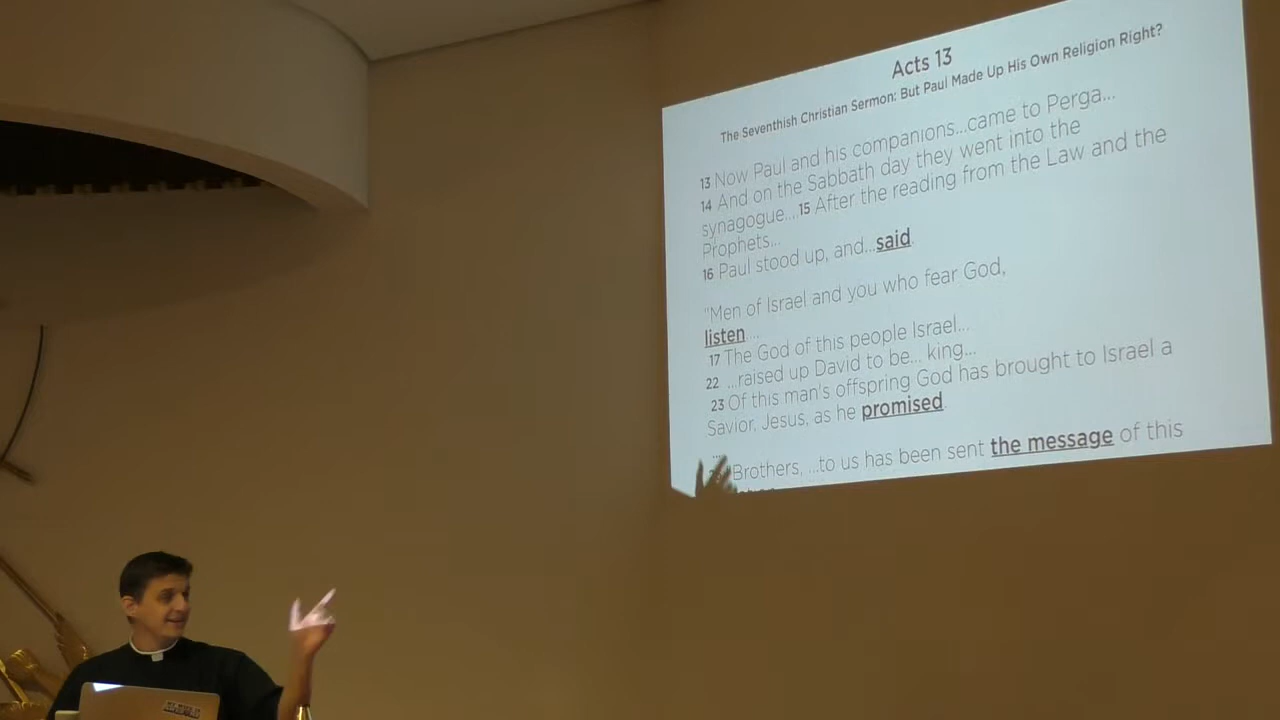 Acts 13
The Seventhish Christian Sermon: But Paul Made Up His Own Religion Right?
13 Now Paul and his companions...came to Perga...
14 And on the Sabbath day they went into the
synagogue....15 After the reading from the Law and the
Prophets...
16 Paul stood up, and...said.
"Men of Israel and you who fear God,
listen...
17 The God of this people Israel...
22 ...raised up David to be... king...
23 Of this man's offspring God has brought to Israel a
Savior, Jesus, as he promised.
...
"Brothers, ...to us has been sent the message of this